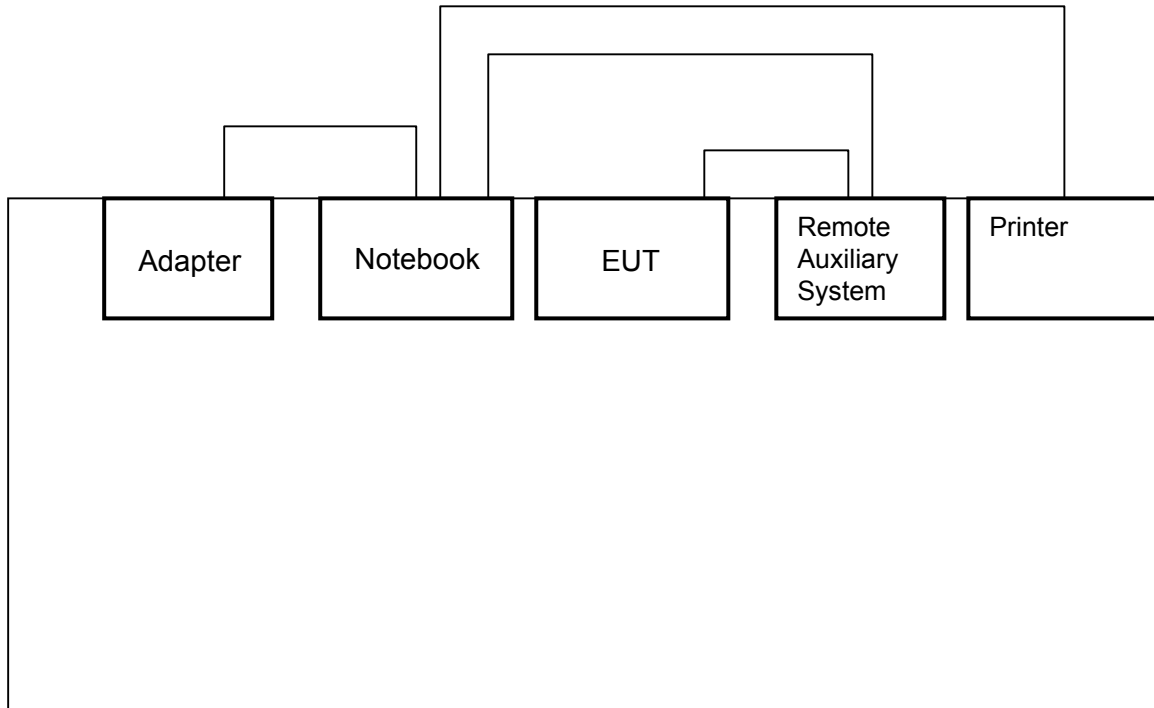 Adapter
Notebook
EUT
Remote
Auxiliary
System
Printer